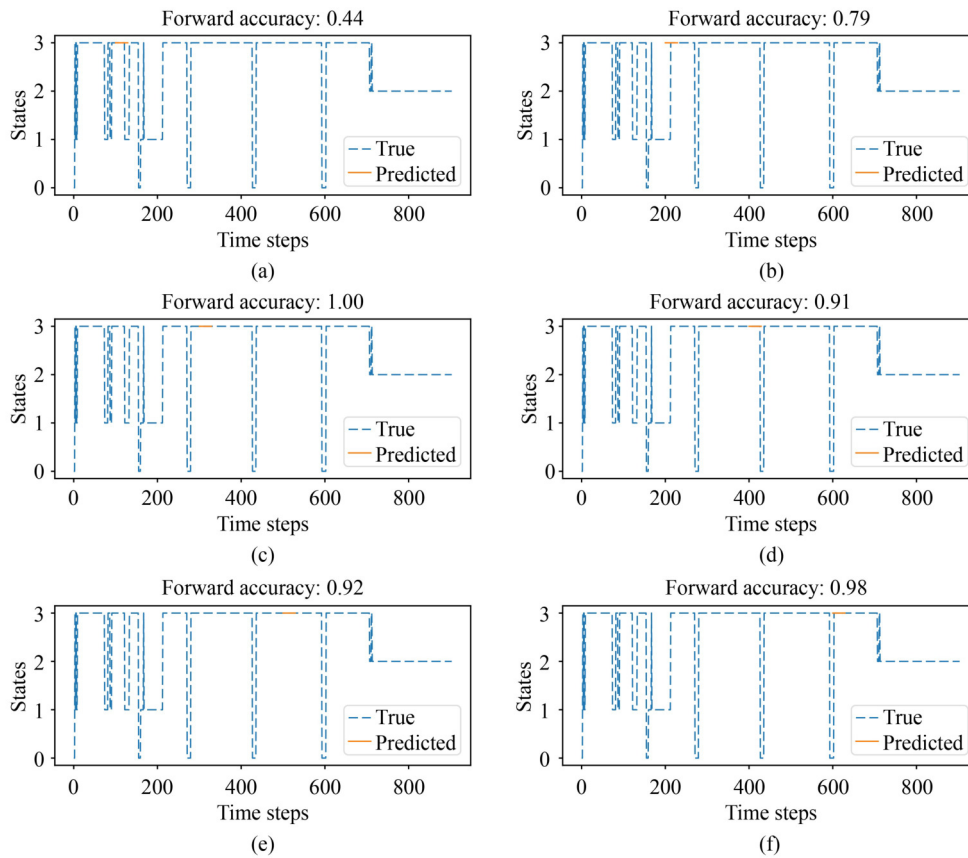 Forward accuracy: 0.44
3
2
1
0
States
True
Predicted
0 200 400 600 800
Time steps
(a)
Forward accuracy: 0.79
3
2
1
0
States
True
Predicted
0 200 400 600 800
Time steps
(b)
Forward accuracy: 1.00
3
2
1
0
States
True
Predicted
0 200 400 600 800
Time steps
(c)
Forward accuracy: 0.91
3
2
1
0
States
True
Predicted
0 200 400 600 800
Time steps
(d)
Forward accuracy: 0.92
3
2
1
0
States
True
Predicted
0 200 400 600 800
Time steps
(e)
Forward accuracy: 0.98
3
2
1
0
States
True
Predicted
0 200 400 600 800
Time steps
(f)